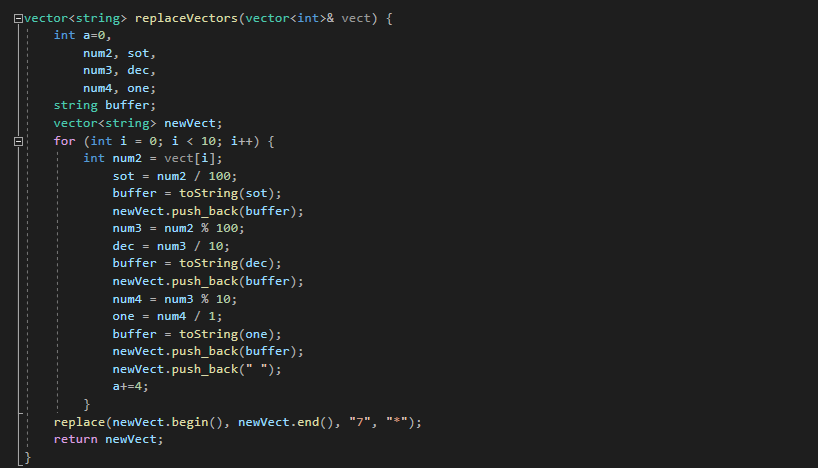 vector<string> replaceVectors(vector<int>& vect) {
    int a=0,
        num2, sot,
        num3, dec,
        num4, one;
    string buffer;
    vector<string> newVect;
    for (int i = 0; i < 10; i++) {
        int num2 = vect[i];
            sot = num2 / 100;
            buffer = toString(sot);
            newVect.push_back(buffer);
            num3 = num2 % 100;
            dec = num3 / 10;
            buffer = toString(dec);
            newVect.push_back(buffer);
            num4 = num3 % 10;
            one = num4 / 1;
            buffer = toString(one);
            newVect.push_back(buffer);
            newVect.push_back(" ");
            a+=4;
        }
    replace(newVect.begin(), newVect.end(), "7", "*");
    return newVect;
}